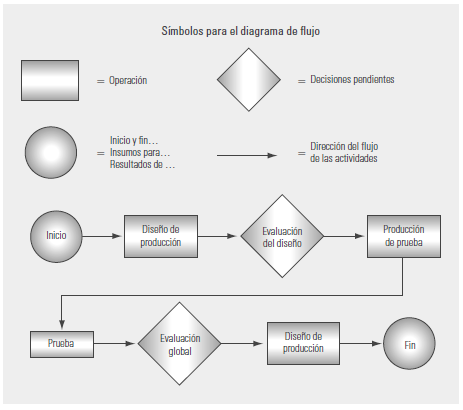 Símbolos para el diagrama de flujo
= Operación
= Decisiones pendientes
Inicio y fin…
= Insumos para…
Resultados de …
= Dirección del flujo
de las actividades
Inicio
Diseño de
producción
Evaluación
del diseño
Producción
de prueba
Prueba
Evaluación
global
Diseño de
producción
Fin